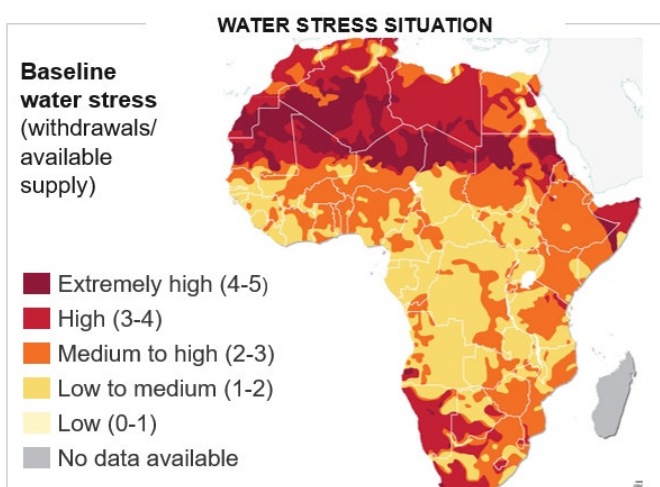 WATER STRESS SITUATION
Baseline
water stress
(withdrawals/
available
supply)
Extremely high (4-5)
High (3-4)
Medium to high (2-3)
Low to medium (1-2)
Low (0-1)
No data available